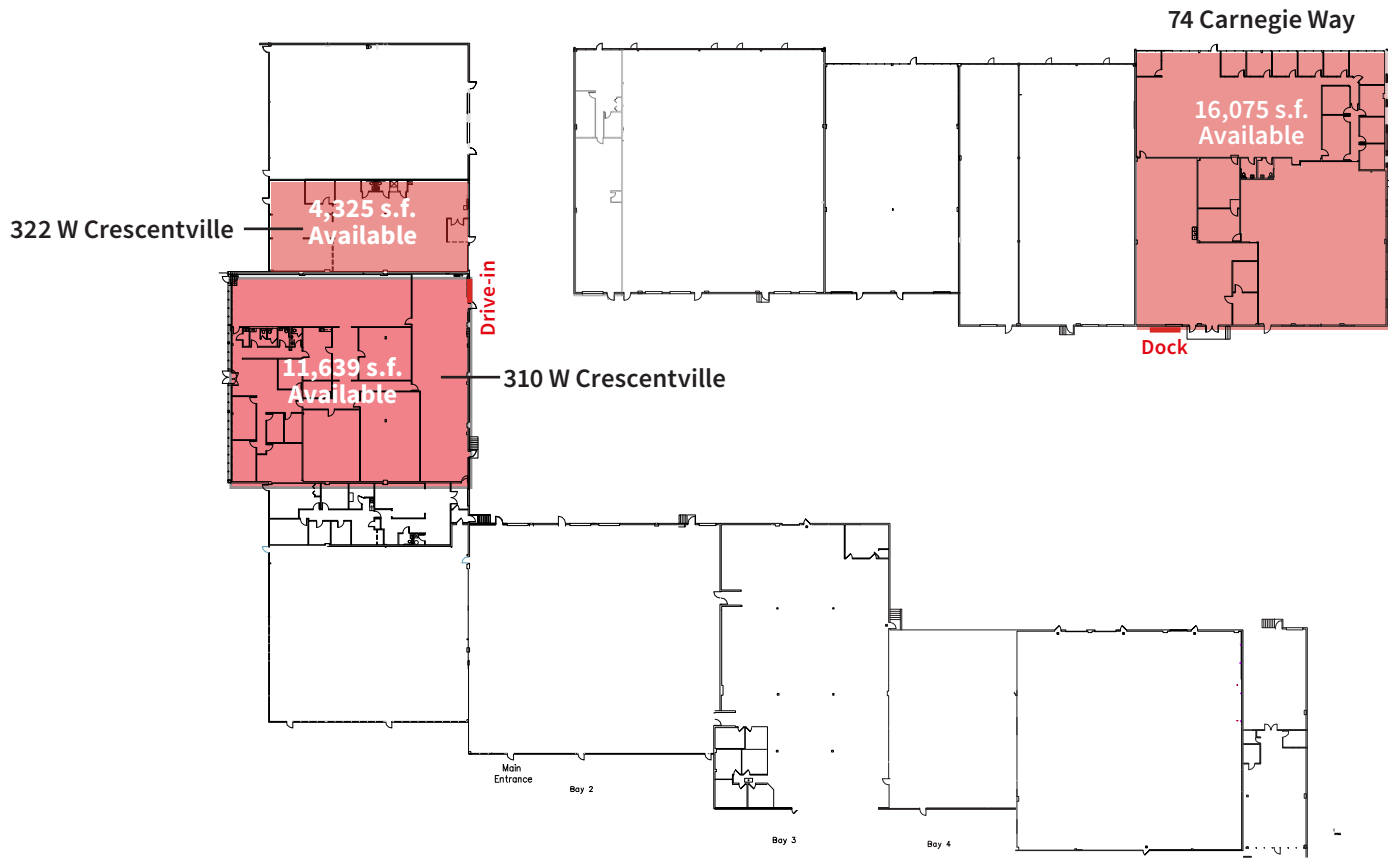 74 Carnegie Way
16,075 s.f.
Available
4,325 s.f.
Available
322 W Crescentville
Drive-in
Dock
11,639 s.f.
Available
310 W Crescentville
Main
Entrance
Bay 2
Bay 3
Bay 4